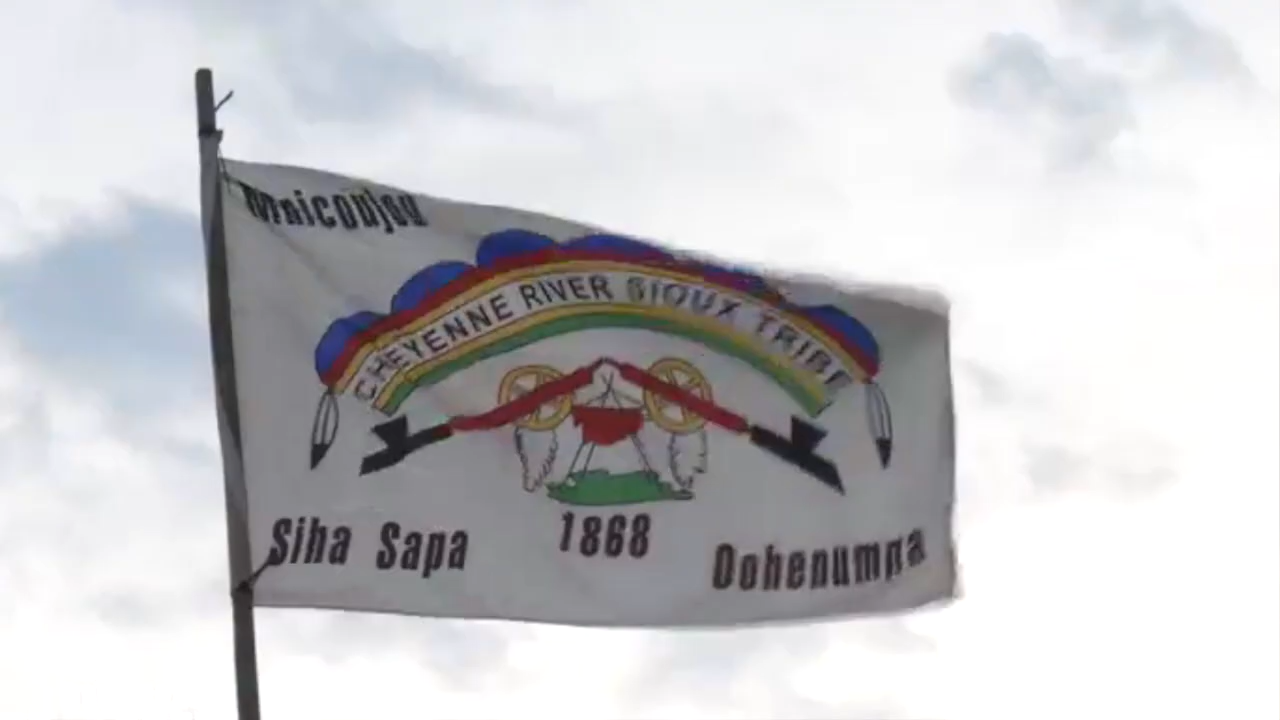 Mnicoujou
CHEYENNE RIVER SIOUX TRIBE
1868
Siha Sapa
Oohenumpa